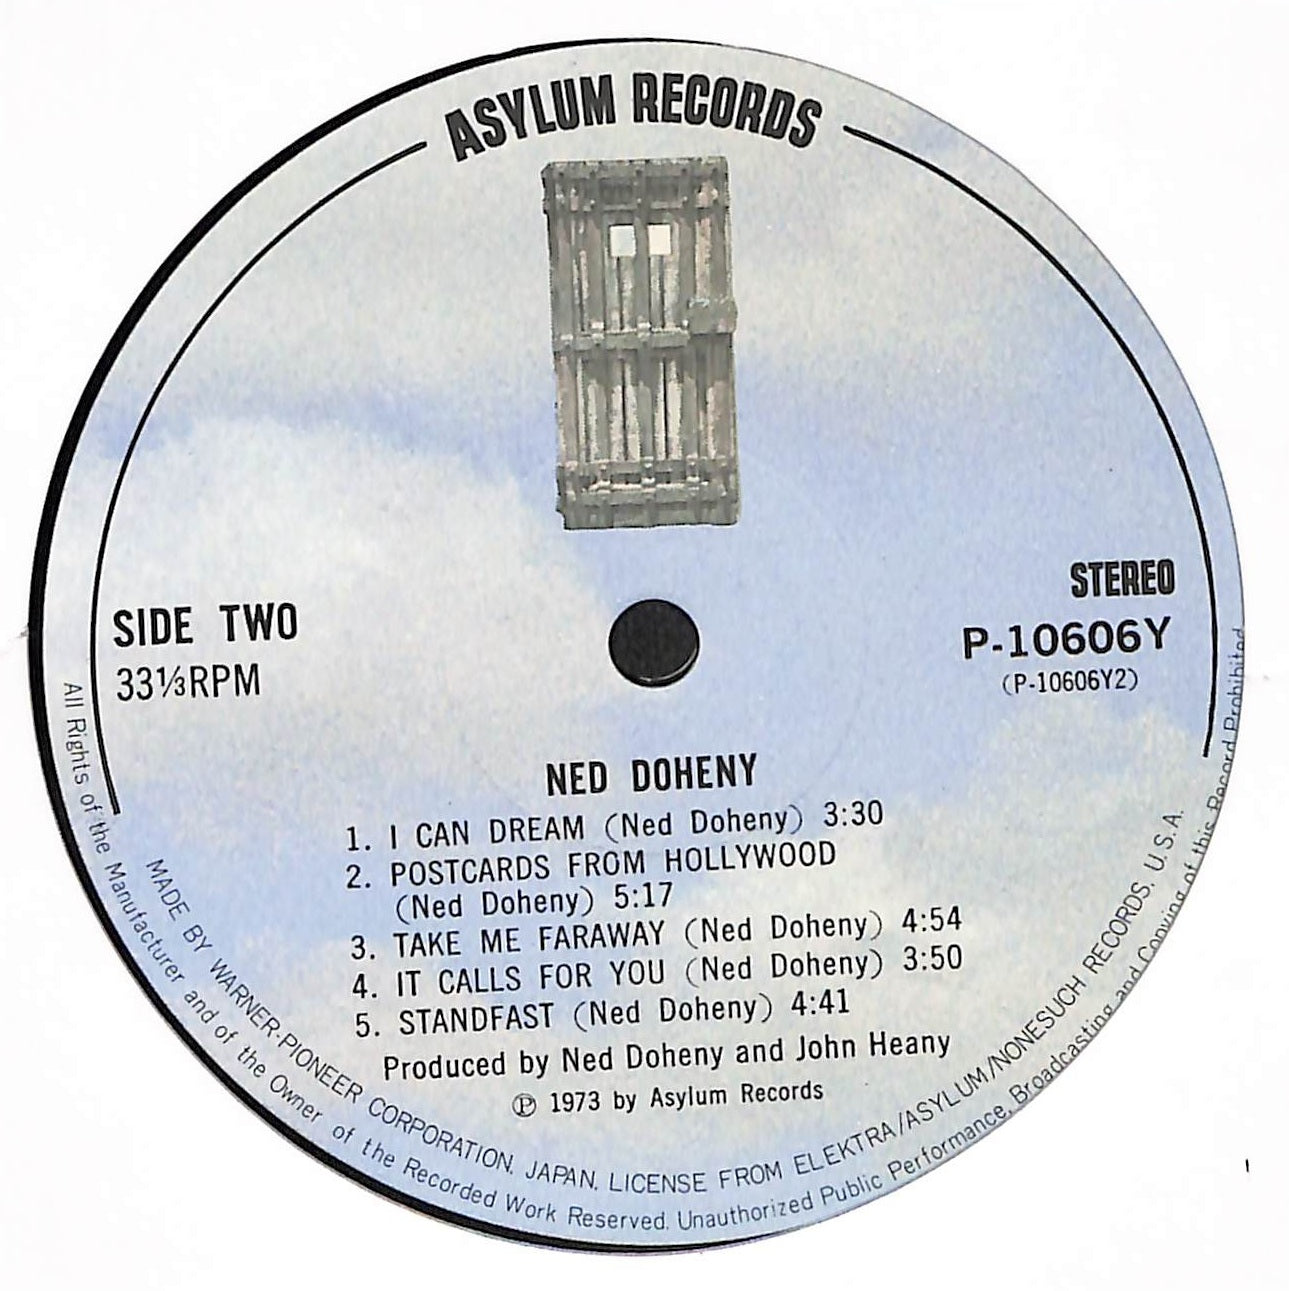 ASYLUM RECORDS
STEREO
SIDE TWO
P-10606Y
33⅓RPM
(P-10606Y2)
NED DOHENY
1. I CAN DREAM (Ned Doheny) 3:30
2. POSTCARDS FROM HOLLYWOOD
(Ned Doheny) 5:17
3. TAKE ME FARAWAY (Ned Doheny) 4:54
4. IT CALLS FOR YOU (Ned Doheny) 3:50
5. STANDFAST (Ned Doheny) 4:41
Produced by Ned Doheny and John Heany
Ⓟ 1973 by Asylum Records
MADE BY WARNER-PIONEER CORPORATION, JAPAN. LICENSE FROM ELEKTRA/ASYLUM/NONESUCH RECORDS. U.S.A.
All Rights of the Manufacturer and of the Owner of the Recorded Work Reserved. Unauthorized Public Performance, Broadcasting and Copying of this Record Prohibited